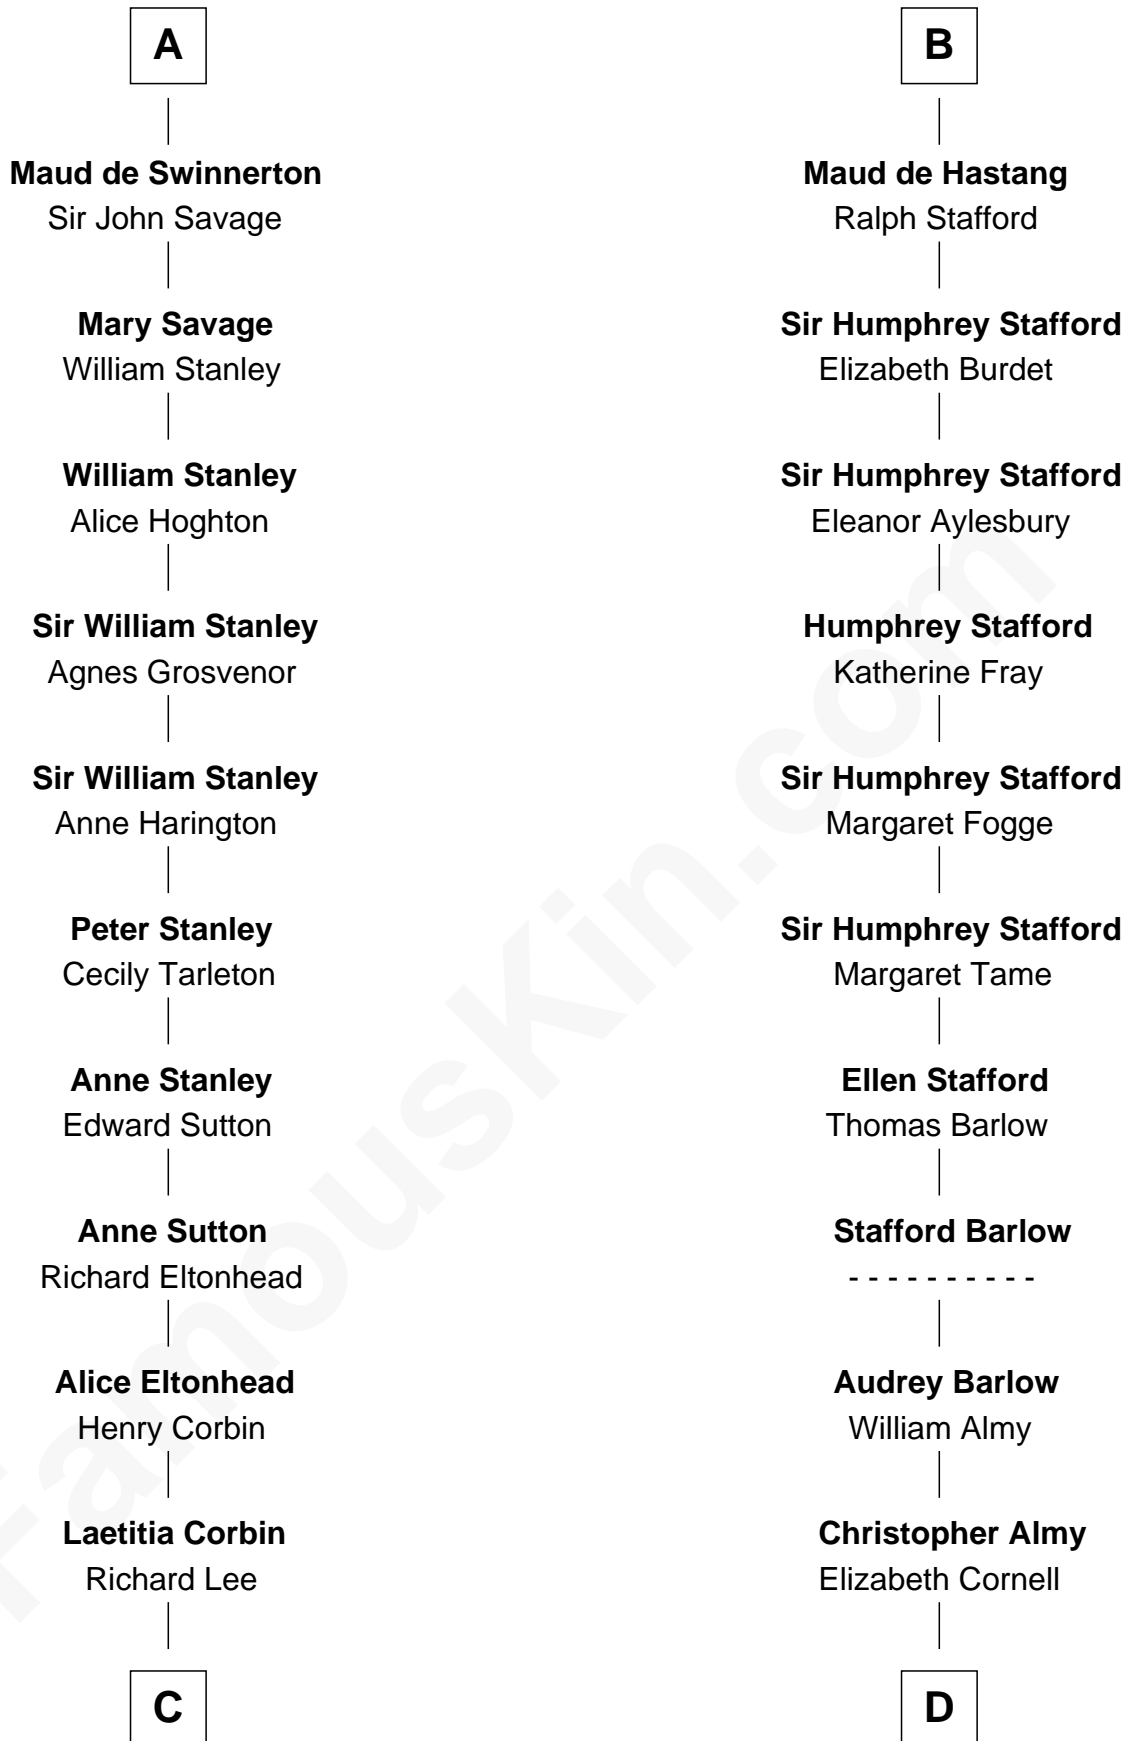 A
Maud de Swinnerton
Sir John Savage
Mary Savage
William Stanley
William Stanley
Alice Hoghton
Sir William Stanley
Agnes Grosvenor
Sir William Stanley
Anne Harington
Peter Stanley
Cecily Tarleton
Anne Stanley
Edward Sutton
Anne Sutton
Richard Eltonhead
Alice Eltonhead
Henry Corbin
Laetitia Corbin
Richard Lee
C
B
Maud de Hastang
Ralph Stafford
Sir Humphrey Stafford
Elizabeth Burdet
Sir Humphrey Stafford
Eleanor Aylesbury
Humphrey Stafford
Katherine Fray
Sir Humphrey Stafford
Margaret Fogge
Sir Humphrey Stafford
Margaret Tame
Ellen Stafford
Thomas Barlow
Stafford Barlow
- - - - - - - - - -
Audrey Barlow
William Almy
Christopher Almy
Elizabeth Cornell
D
FamousKin.com